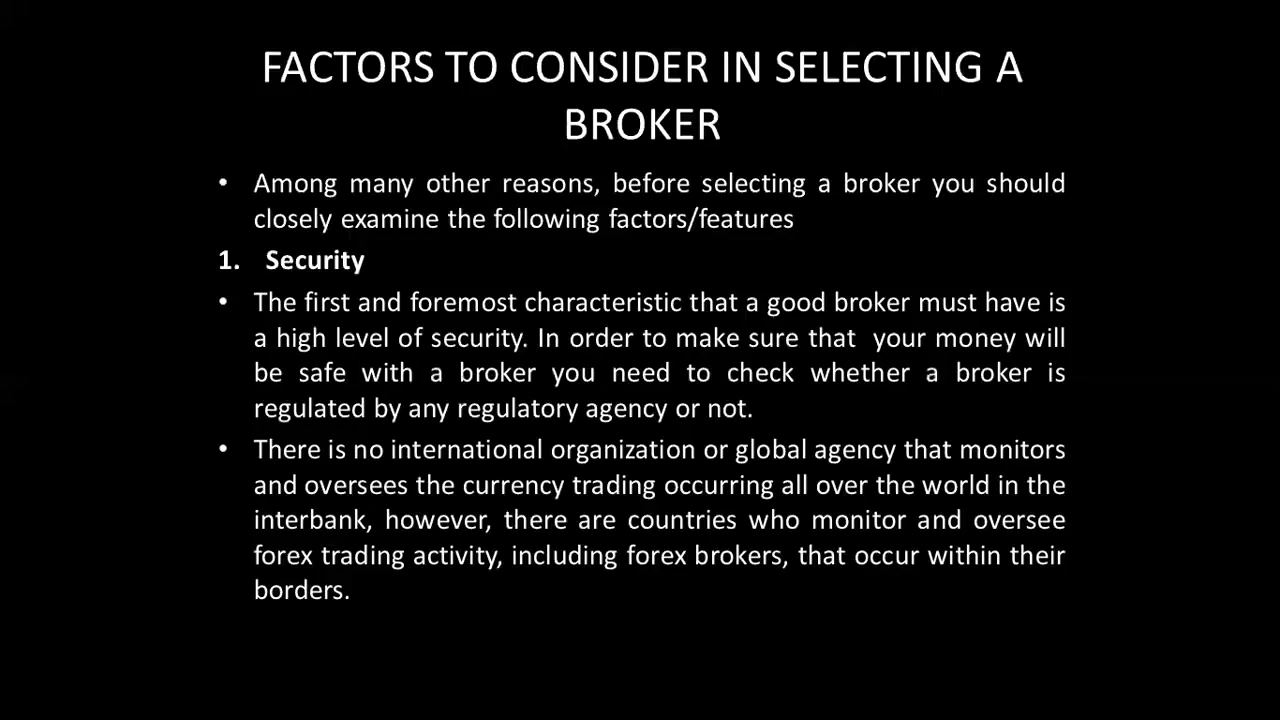 FACTORS TO CONSIDER IN SELECTING A
BROKER
• Among many other reasons, before selecting a broker you should
closely examine the following factors/features
1. Security
• The first and foremost characteristic that a good broker must have is
a high level of security. In order to make sure that your money will
be safe with a broker you need to check whether a broker is
regulated by any regulatory agency or not.
• There is no international organization or global agency that monitors
and oversees the currency trading occurring all over the world in the
interbank, however, there are countries who monitor and oversee
forex trading activity, including forex brokers, that occur within their
borders.